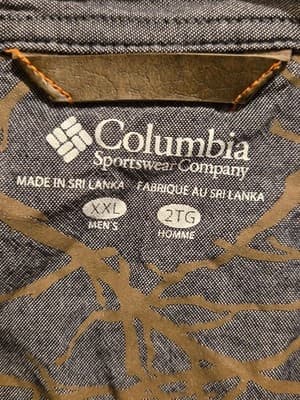 Columbia
Sportswear Company
MADE IN SRI LANKA FABRIQUÉ AU SRI LANKA
XXL 2TG
MEN'S HOMME